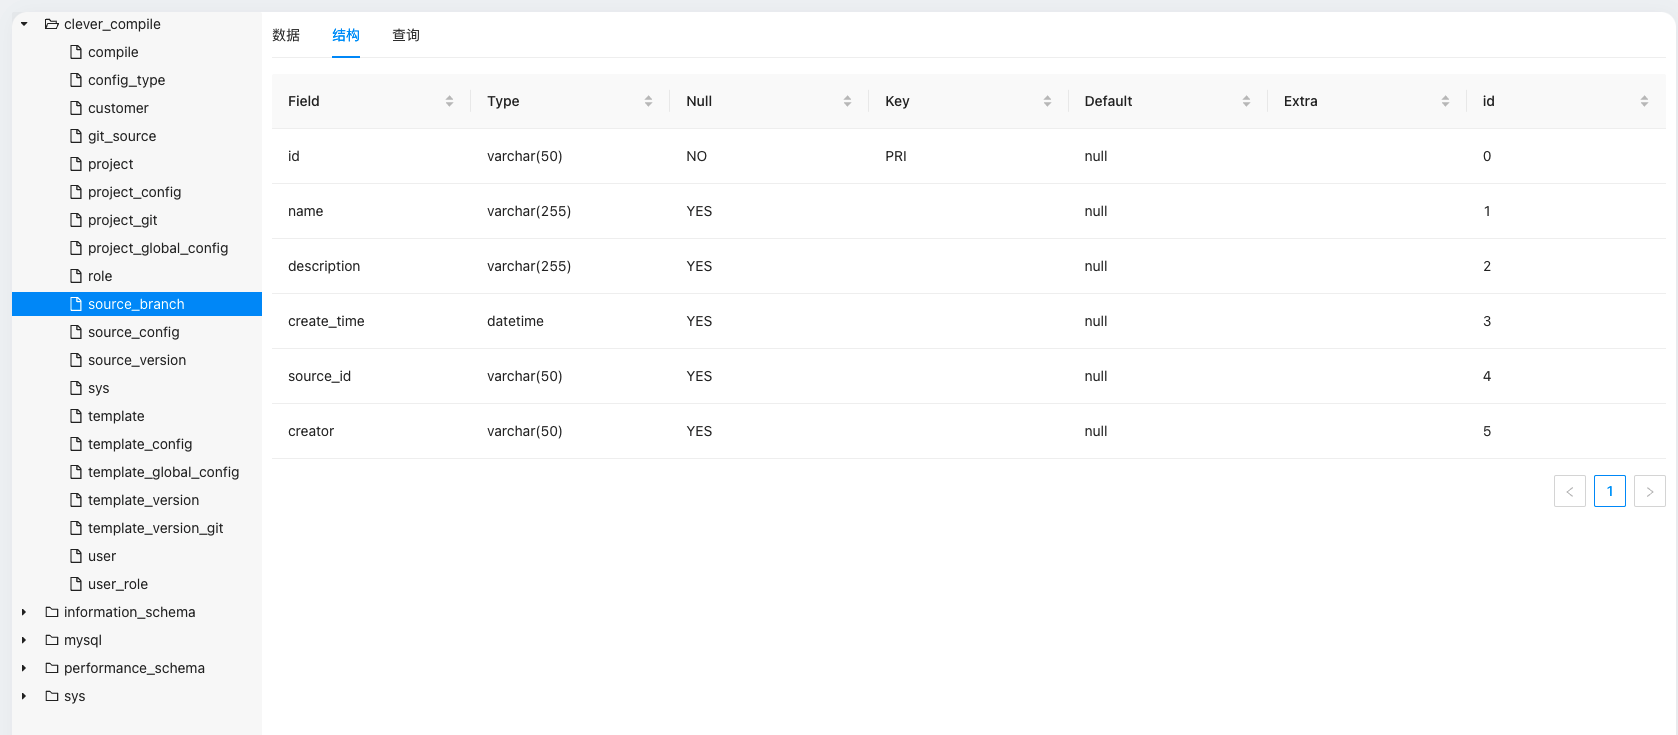 clever_compile
compile
config_type
customer
git_source
project
project_config
project_git
project_global_config
role
source_branch
source_config
source_version
sys
template
template_config
template_global_config
template_version
template_version_git
user
user_role
information_schema
mysql
performance_schema
sys
数据 结构 查询
Field Type Null Key Default Extra id
id varchar(50) NO PRI null 0
name varchar(255) YES null 1
description varchar(255) YES null 2
create_time datetime YES null 3
source_id varchar(50) YES null 4
creator varchar(50) YES null 5
< 1 >